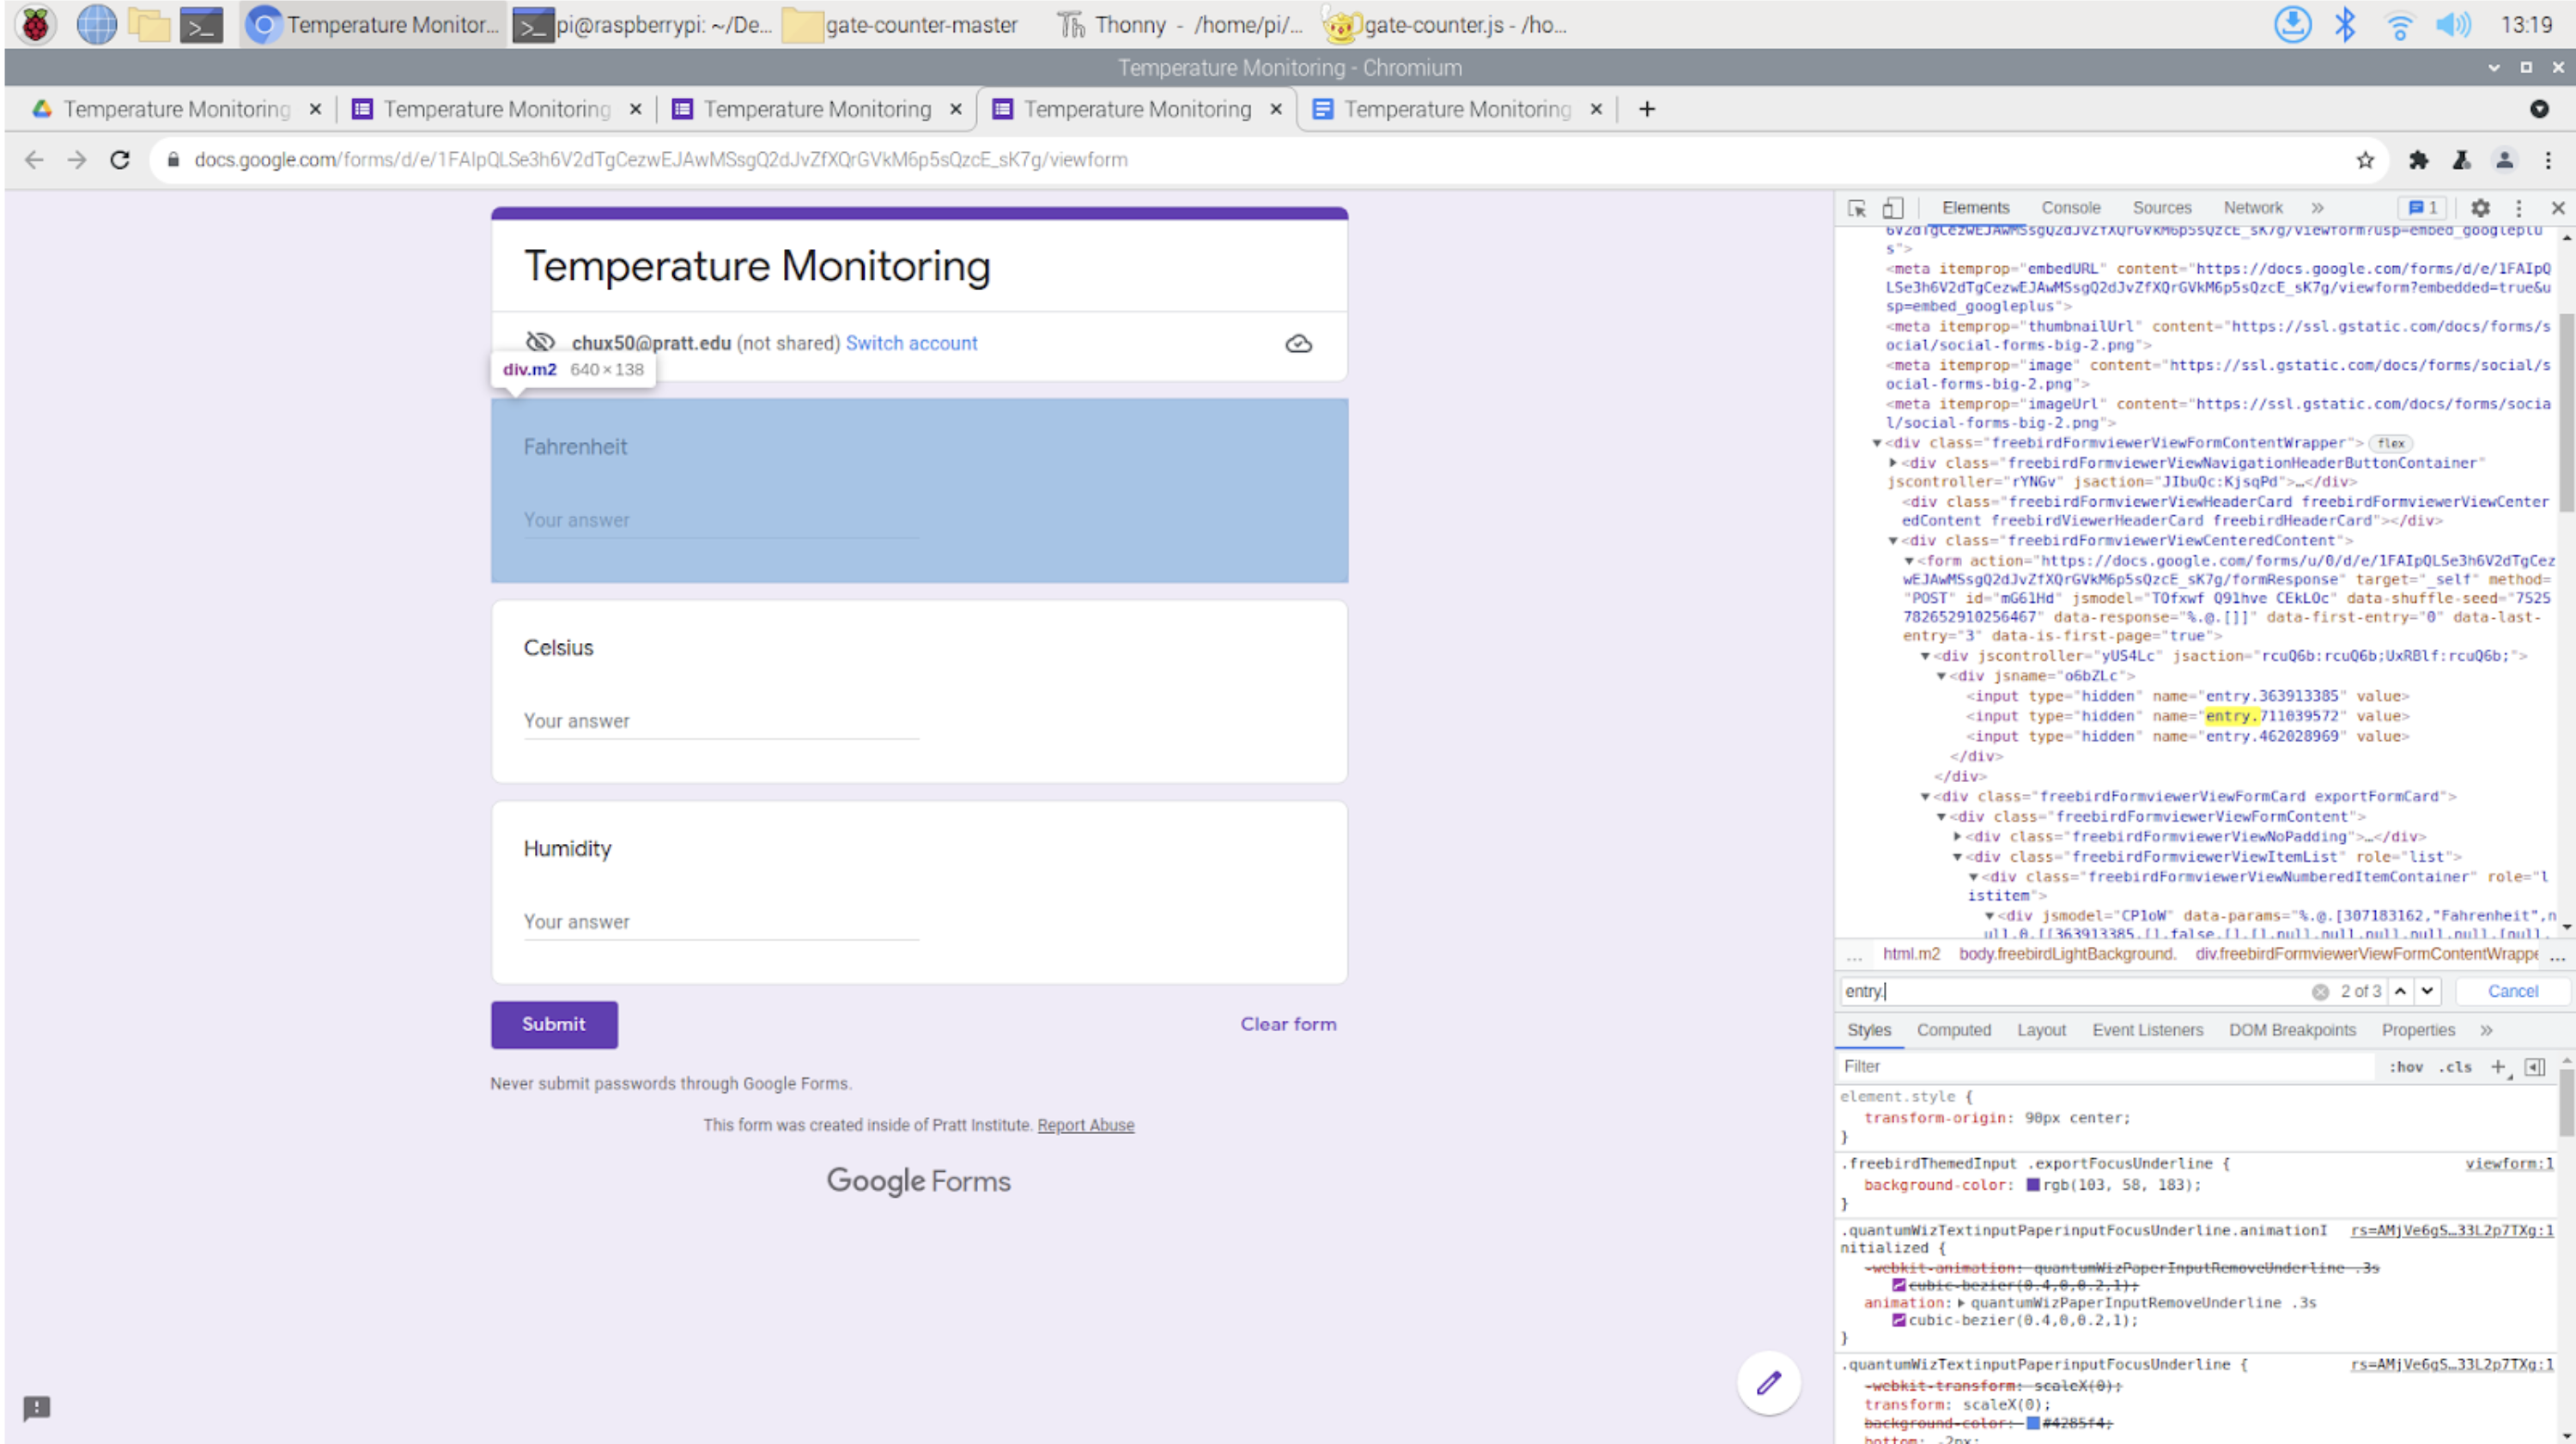 Temperature Monitor...
pi@raspberrypi: ~/De...
gate-counter-master
Thonny - /home/pi/...
gate-counter.js - /ho...
13:19
Temperature Monitoring - Chromium
Temperature Monitoring
Temperature Monitoring
Temperature Monitoring
Temperature Monitoring
Temperature Monitoring
docs.google.com/forms/d/e/1FAIpQLSe3h6V2dTgCezwEJAwMSsgQ2dJvZfXQrGVkM6p5sQzcE_sK7g/viewform
Temperature Monitoring
chux50@pratt.edu (not shared) Switch account
div.m2 640 × 138
Fahrenheit
Your answer
Celsius
Your answer
Humidity
Your answer
Submit
Clear form
Never submit passwords through Google Forms.
This form was created inside of Pratt Institute. Report Abuse
Google Forms
Elements Console Sources Network » 1
6V2dTgCezwEJAwMSsgQ2dJvZfXQrGVkM6p5sQzcE_sK7g/viewform?usp=embed_googleplu
s">
<meta itemprop="embedURL" content="https://docs.google.com/forms/d/e/1FAIpQ
LSe3h6V2dTgCezwEJAwMSsgQ2dJvZfXQrGVkM6p5sQzcE_sK7g/viewform?embedded=true&u
sp=embed_googleplus">
<meta itemprop="thumbnailUrl" content="https://ssl.gstatic.com/docs/forms/s
ocial/social-forms-big-2.png">
<meta itemprop="image" content="https://ssl.gstatic.com/docs/forms/social/s
ocial-forms-big-2.png">
<meta itemprop="imageUrl" content="https://ssl.gstatic.com/docs/forms/socia
l/social-forms-big-2.png">
<div class="freebirdFormviewerViewFormContentWrapper"> flex
<div class="freebirdFormviewerViewNavigationHeaderButtonContainer"
jscontroller="rYNGv" jsaction="JIbuQc:KjsqPd">…</div>
<div class="freebirdFormviewerViewHeaderCard freebirdFormviewerViewCenter
edContent freebirdViewerHeaderCard freebirdHeaderCard"></div>
<div class="freebirdFormviewerViewCenteredContent">
<form action="https://docs.google.com/forms/u/0/d/e/1FAIpQLSe3h6V2dTgCez
wEJAwMSsgQ2dJvZfXQrGVkM6p5sQzcE_sK7g/formResponse" target="_self" method=
"POST" id="mG61Hd" jsmodel="TOfxwf Q91hve CEkLOc" data-shuffle-seed="7525
782652910256467" data-response="%.@.[]]" data-first-entry="0" data-last-
entry="3" data-is-first-page="true">
<div jscontroller="yUS4Lc" jsaction="rcuQ6b:rcuQ6b;UxRBlf:rcuQ6b;">
<div jsname="o6bZLc">
<input type="hidden" name="entry.363913385" value>
<input type="hidden" name="entry.711039572" value>
<input type="hidden" name="entry.462028969" value>
</div>
</div>
<div class="freebirdFormviewerViewFormCard exportFormCard">
<div class="freebirdFormviewerViewFormContent">
<div class="freebirdFormviewerViewNoPadding">…</div>
<div class="freebirdFormviewerViewItemList" role="list">
<div class="freebirdFormviewerViewNumberedItemContainer" role="l
istitem">
<div jsmodel="CP1oW" data-params="%.@.[307183162,"Fahrenheit",n
ull,0,[[363913385,[],false,[],[],null,null,null,null,null,[null,
... html.m2 body.freebirdLightBackground. div.freebirdFormviewerViewFormContentWrappe ...
entry. 2 of 3 Cancel
Styles Computed Layout Event Listeners DOM Breakpoints Properties »
Filter :hov .cls +
element.style {
transform-origin: 90px center;
}
.freebirdThemedInput .exportFocusUnderline { viewform:1
background-color: rgb(103, 58, 183);
}
.quantumWizTextinputPaperinputFocusUnderline.animationI rs=AMjVe6gS…33L2p7TXg:1
nitialized {
-webkit-animation: quantumWizPaperInputRemoveUnderline .3s
cubic-bezier(0.4,0,0.2,1);
animation: quantumWizPaperInputRemoveUnderline .3s
cubic-bezier(0.4,0,0.2,1);
}
.quantumWizTextinputPaperinputFocusUnderline { rs=AMjVe6gS…33L2p7TXg:1
-webkit-transform: scaleX(0);
transform: scaleX(0);
background-color: #4285f4;
bottom: -2px;